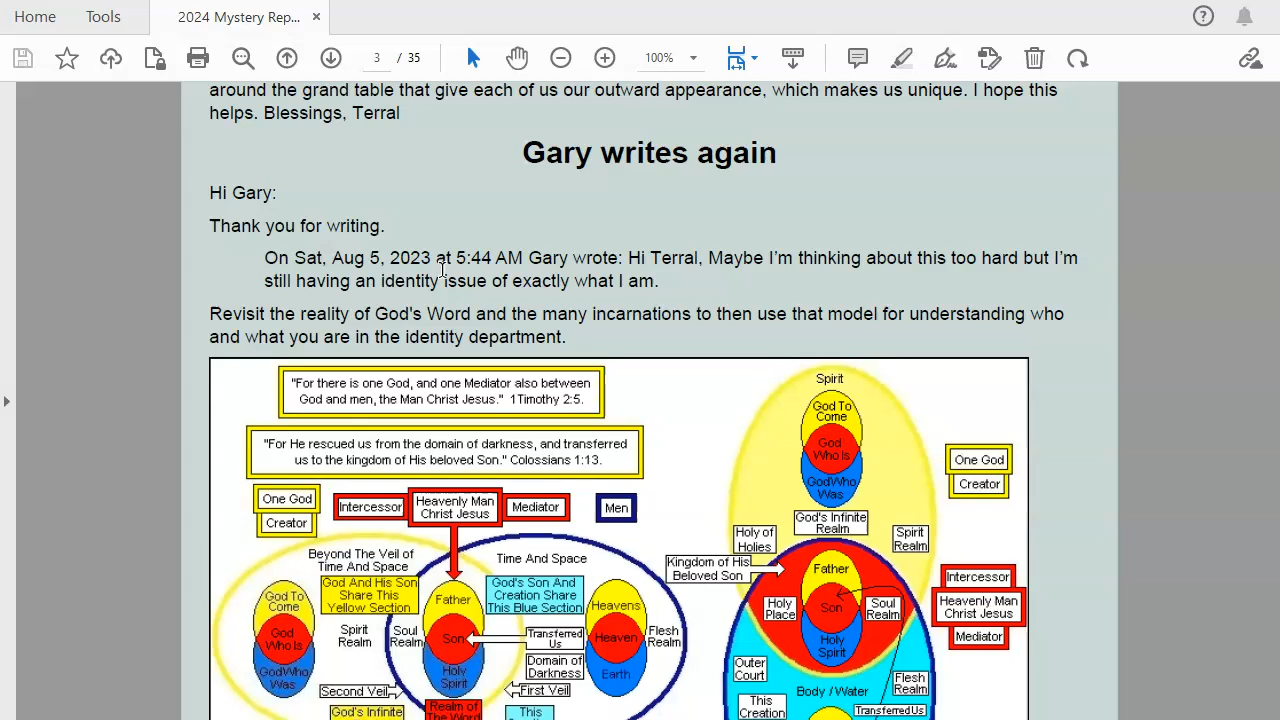 Home Tools 2024 Mystery Rep... ×
3 / 35 100%
around the grand table that give each of us our outward appearance, which makes us unique. I hope this
helps. Blessings, Terral
Gary writes again
Hi Gary:
Thank you for writing.
On Sat, Aug 5, 2023 at 5:44 AM Gary wrote: Hi Terral, Maybe I'm thinking about this too hard but I'm
still having an identity issue of exactly what I am.
Revisit the reality of God's Word and the many incarnations to then use that model for understanding who
and what you are in the identity department.
"For there is one God, and one Mediator also between
God and men, the Man Christ Jesus." 1Timothy 2:5.
"For He rescued us from the domain of darkness, and transferred
us to the kingdom of His beloved Son." Colossians 1:13.
One God
Creator
Intercessor
Heavenly Man
Christ Jesus
Mediator
Men
Beyond The Veil of
Time And Space
Time And Space
God And His Son
Share This
Yellow Section
God's Son And
Creation Share
This Blue Section
God To
Come
God
Who Is
GodWho
Was
Spirit
Realm
Soul
Realm
Father
Son
Holy
Spirit
Transferred
Us
Domain of
Darkness
Heavens
Heaven
Earth
Flesh
Realm
Second Veil
First Veil
God's Infinite
Realm of
The Word
This
Spirit
God To
Come
God
Who Is
GodWho
Was
God's Infinite
Realm
One God
Creator
Holy of
Holies
Spirit
Realm
Kingdom of His
Beloved Son
Father
Son
Holy
Spirit
Holy
Place
Soul
Realm
Intercessor
Heavenly Man
Christ Jesus
Mediator
Outer
Court
Flesh
Realm
Body / Water
This
Creation
Transferred Us